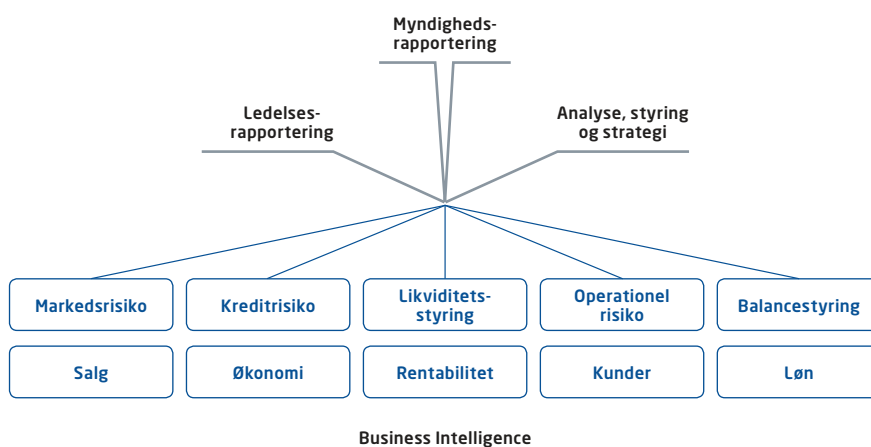 Myndigheds-
rapportering
Ledelses-
rapportering
Analyse, styring
og strategi
Markedsrisiko
Kreditrisiko
Likviditets-
styring
Operationel
risiko
Balancestyring
Salg
Økonomi
Rentabilitet
Kunder
Løn
Business Intelligence